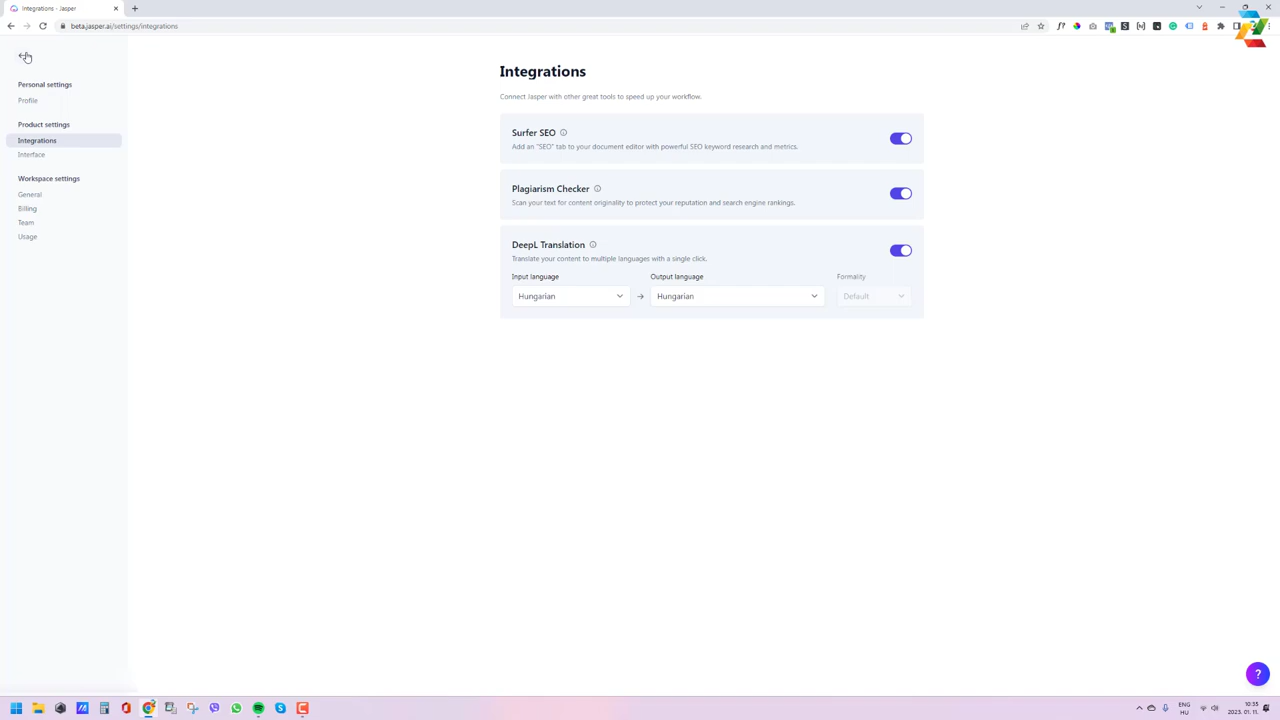 Integrations - Jasper
beta.jasper.ai/settings/integrations
Personal settings
Profile
Product settings
Integrations
Interface
Workspace settings
General
Billing
Team
Usage
Integrations
Connect Jasper with other great tools to speed up your workflow.
Surfer SEO
Add an "SEO" tab to your document editor with powerful SEO keyword research and metrics.
Plagiarism Checker
Scan your text for content originality to protect your reputation and search engine rankings.
DeepL Translation
Translate your content to multiple languages with a single click.
Input language Output language Formality
Hungarian → Hungarian Default
?
ENG
HU
10:35
2023. 01. 11.